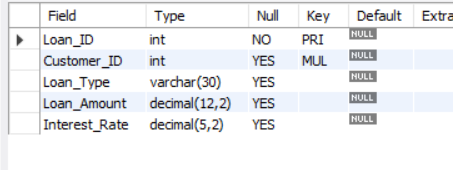 Field Type Null Key Default Extra
Loan_ID int NO PRI NULL
Customer_ID int YES MUL NULL
Loan_Type varchar(30) YES NULL
Loan_Amount decimal(12,2) YES NULL
Interest_Rate decimal(5,2) YES NULL